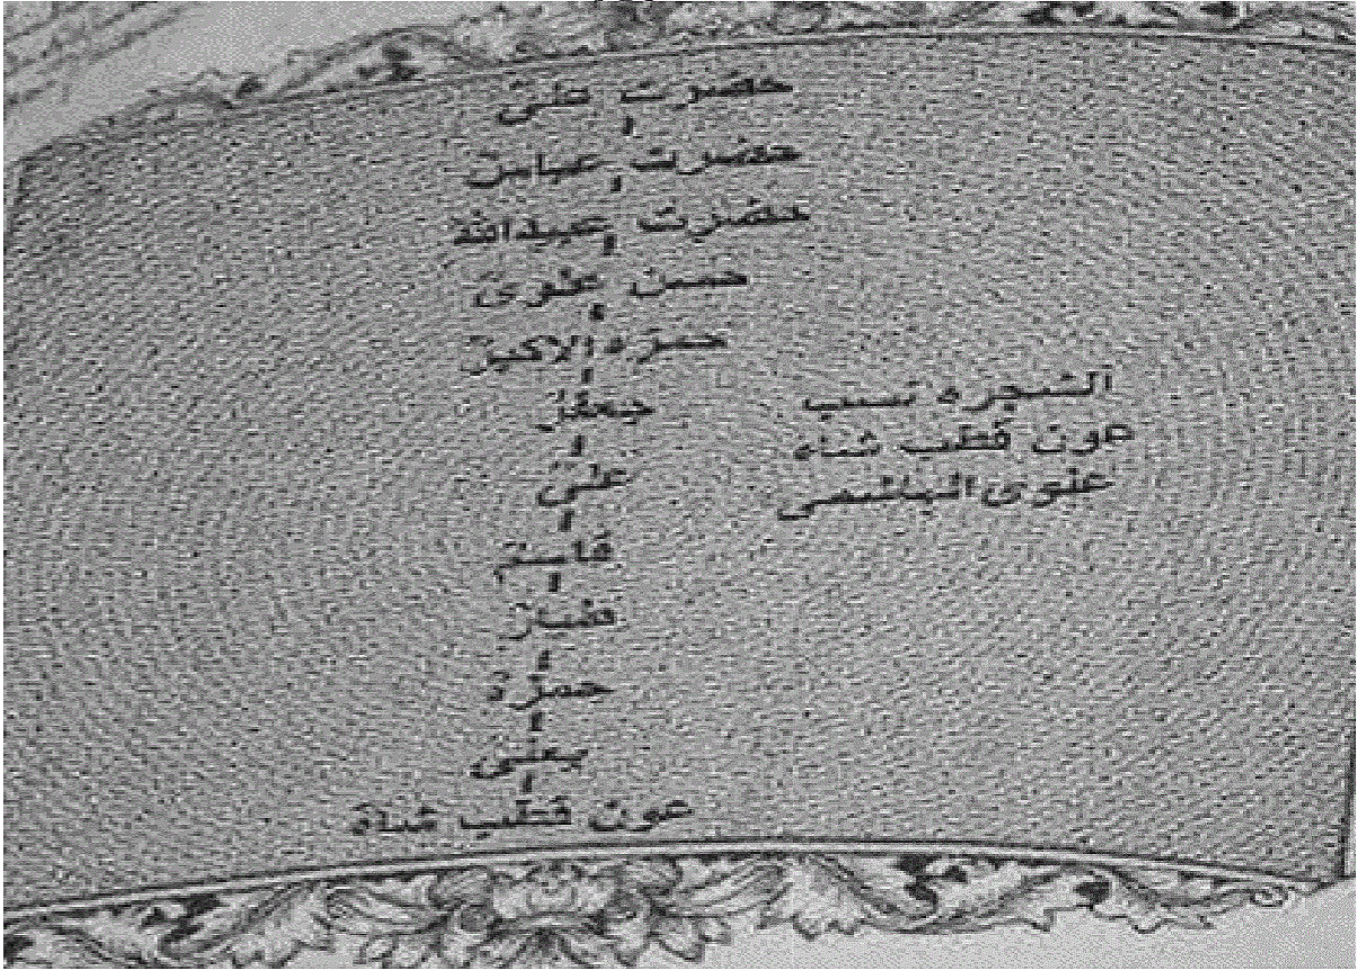 حضرت علی
حضرت عباس
حضرت عبیداللہ
حسن علوی
حمزہ الاکبر
جعفر
علی
قاسم
حمزہ
یعلی
عون قطب شاہ
الشجرہ نسب
عون قطب شاہ
علوی الہاشمی